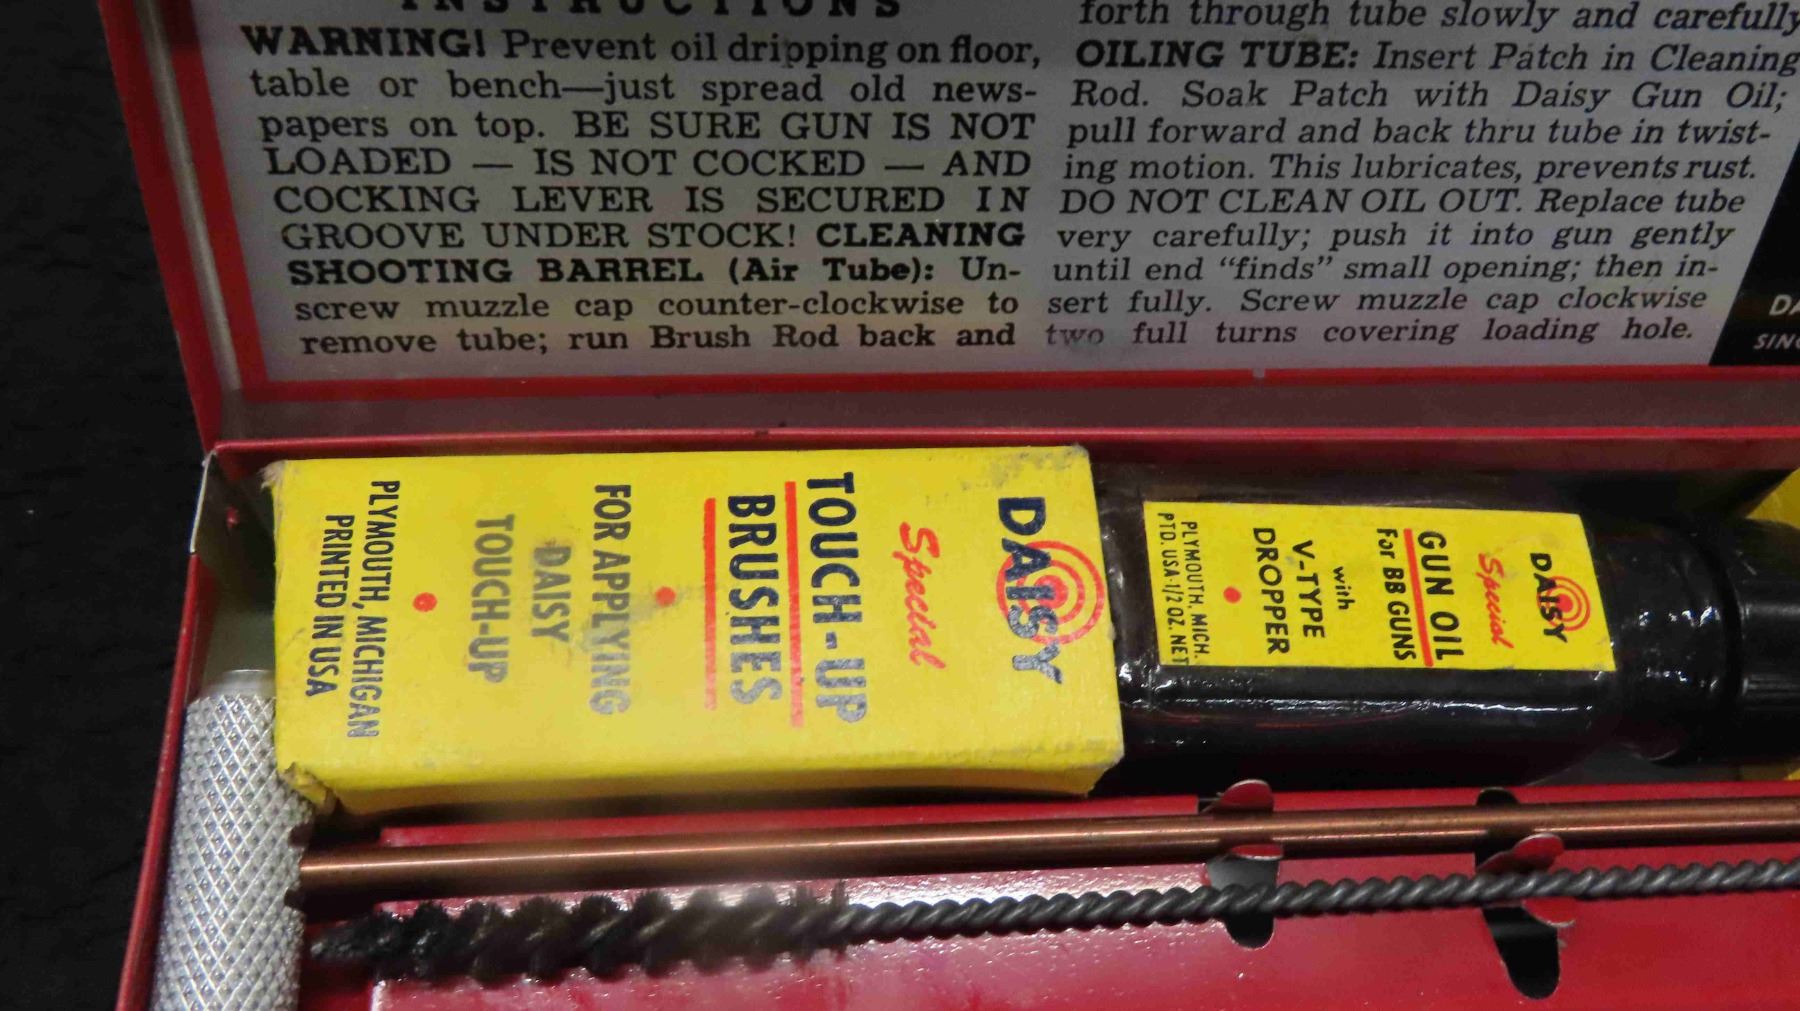 INSTRUCTIONS
WARNING! Prevent oil dripping on floor,
table or bench—just spread old news-
papers on top. BE SURE GUN IS NOT
LOADED — IS NOT COCKED — AND
COCKING LEVER IS SECURED IN
GROOVE UNDER STOCK! CLEANING
SHOOTING BARREL (Air Tube): Un-
screw muzzle cap counter-clockwise to
remove tube; run Brush Rod back and
forth through tube slowly and carefully
OILING TUBE: Insert Patch in Cleaning
Rod. Soak Patch with Daisy Gun Oil;
pull forward and back thru tube in twist-
ing motion. This lubricates, prevents rust.
DO NOT CLEAN OIL OUT. Replace tube
very carefully; push it into gun gently
until end “finds” small opening; then in-
sert fully. Screw muzzle cap clockwise
two full turns covering loading hole.
DAISY
Special
TOUCH-UP
BRUSHES
FOR APPLYING
DAISY
TOUCH-UP
PLYMOUTH, MICHIGAN
PRINTED IN USA
DAISY
Special
GUN OIL
For BB GUNS
with
V-TYPE
DROPPER
PLYMOUTH, MICH.
PTD. USA-1/2 OZ. NET